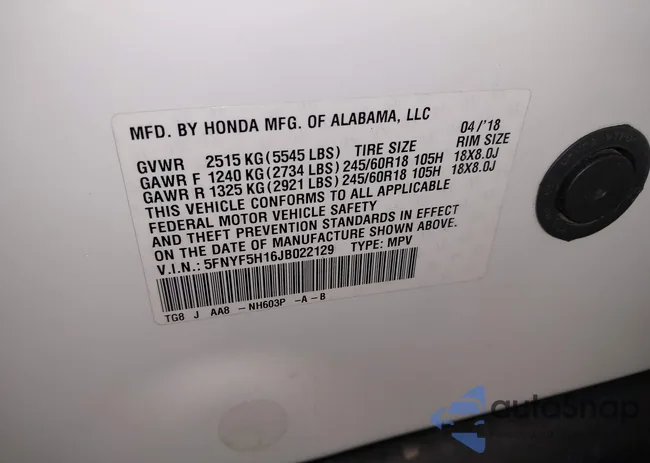 MFD. BY HONDA MFG. OF ALABAMA, LLC 04/'18
GVWR 2515 KG(5545 LBS) TIRE SIZE RIM SIZE
GAWR F 1240 KG(2734 LBS)245/60R18 105H 18X8.0J
GAWR R 1325 KG(2921 LBS)245/60R18 105H 18X8.0J
THIS VEHICLE CONFORMS TO ALL APPLICABLE
FEDERAL MOTOR VEHICLE SAFETY
AND THEFT PREVENTION STANDARDS IN EFFECT
ON THE DATE OF MANUFACTURE SHOWN ABOVE.
V.I.N.: 5FNYF5H16JB022129 TYPE: MPV
TG8 J AA8 -NH603P -A-B
autoSnap